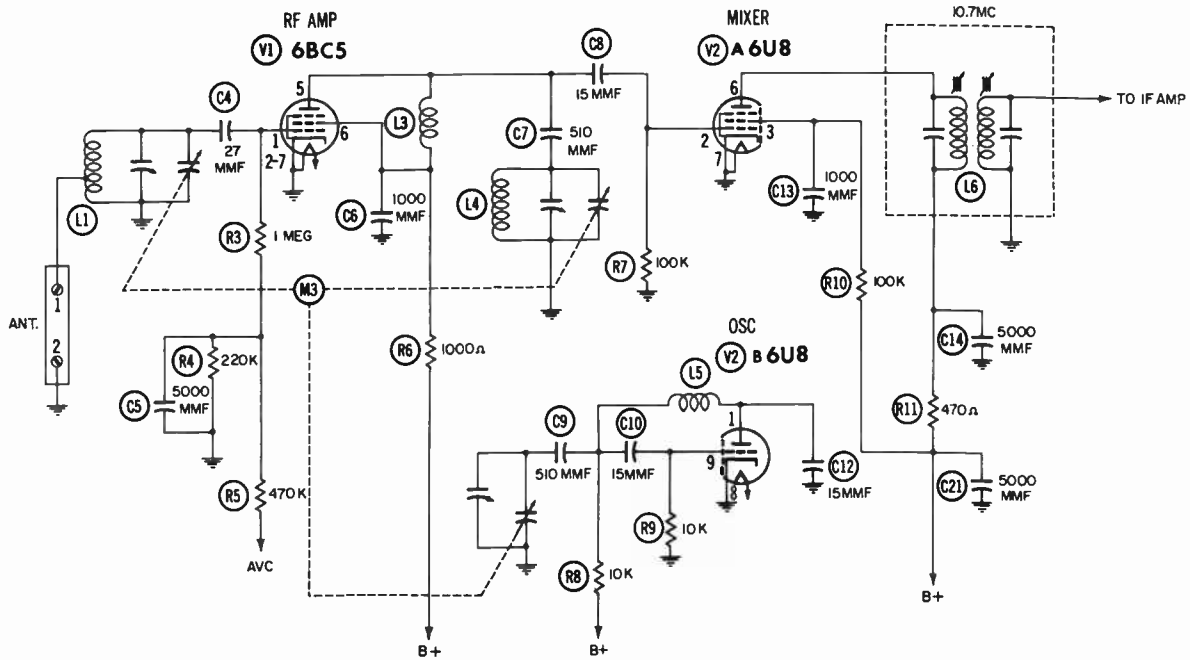 RF AMP
V1 6BC5
MIXER
V2 A 6U8
10.7MC
C8
15 MMF
5
6
C4
27
MMF
1
2-7
6
L3
C7
510
MMF
2
3
7
TO IF AMP
L1
C6
1000
MMF
L4
C13
1000
MMF
L6
R3
1 MEG
R7
100K
R10
100K
M3
ANT.
1
2
OSC
V2 B 6U8
R4
220K
R6
1000Ω
C14
5000
MMF
C5
5000
MMF
L5
R11
470Ω
C9
510 MMF
C10
15MMF
1
9
8
C12
15MMF
C21
5000
MMF
R5
470K
R9
10K
AVC
R8
10K
B+
B+
B+